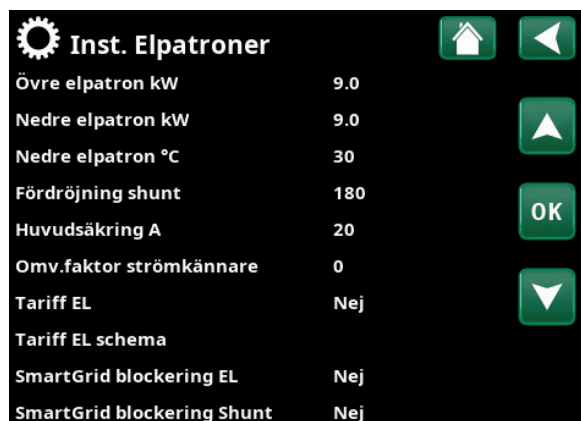 Inst. Elpatroner
Övre elpatron kW 9.0
Nedre elpatron kW 9.0
Nedre elpatron °C 30
Fördröjning shunt 180
OK
Huvudsäkring A 20
Omv.faktor strömkännare 0
Tariff EL Nej
Tariff EL schema
SmartGrid blockering EL Nej
SmartGrid blockering Shunt Nej